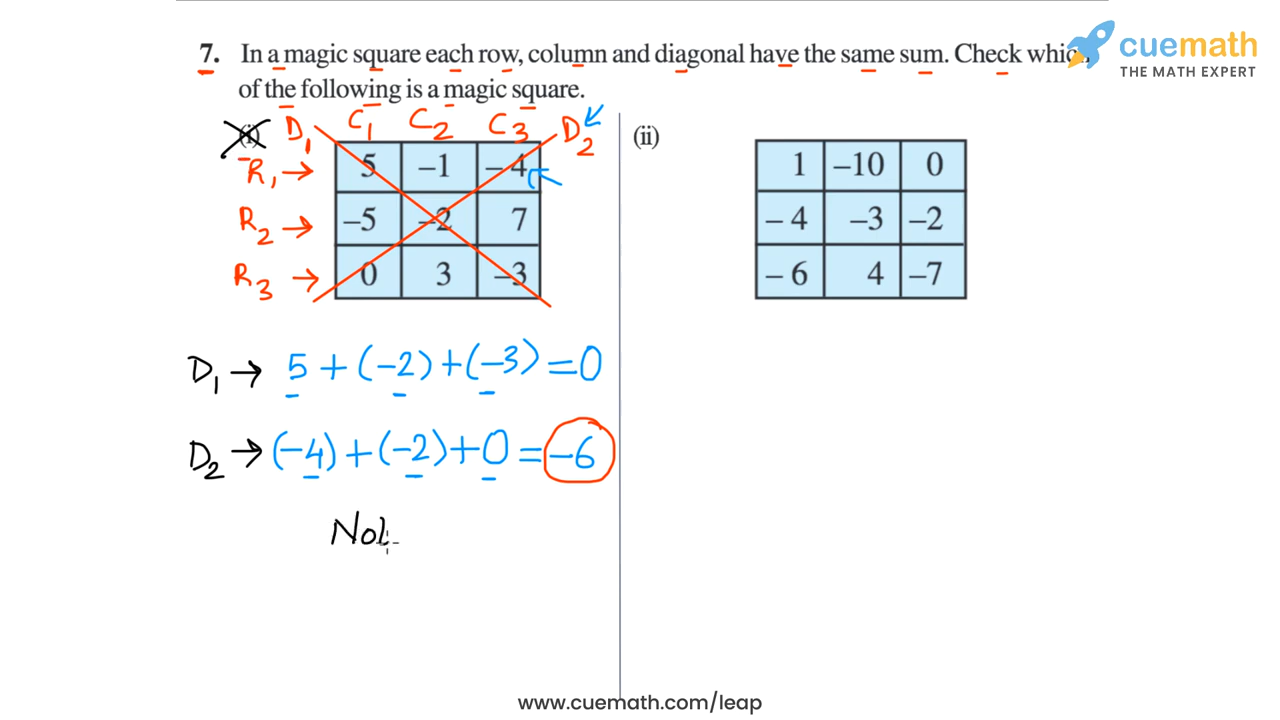 cuemath
THE MATH EXPERT
7. In a magic square each row, column and diagonal have the same sum. Check which
of the following is a magic square.
(i) D1 C1 C2 C3 D2
R1 → 5 –1 –4
R2 → –5 –2 7
R3 → 0 3 –3
D1 → 5 + (–2) + (–3) = 0
D2 → (–4) + (–2) + 0 = –6
Not
(ii)
1 –10 0
– 4 –3 –2
– 6 4 –7
www.cuemath.com/leap